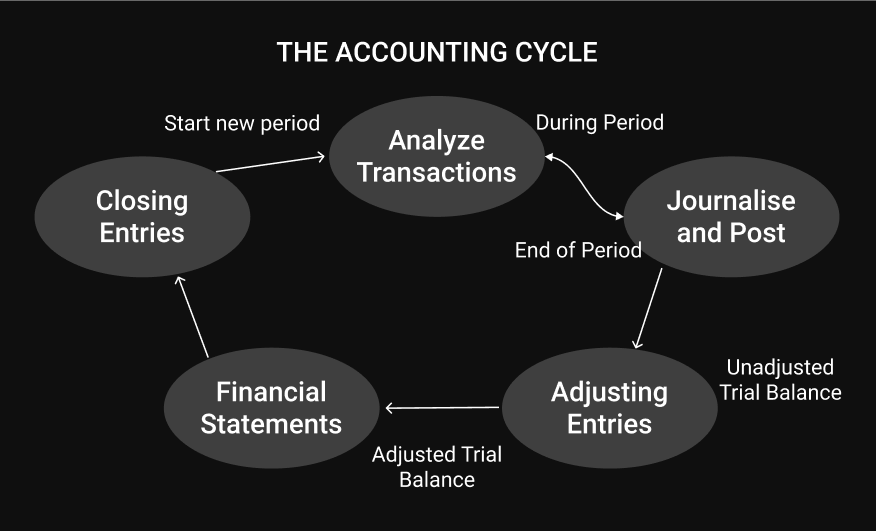 THE ACCOUNTING CYCLE
Start new period
Analyze
Transactions
During Period
Closing
Entries
Journalise
and Post
End of Period
Unadjusted
Trial Balance
Financial
Statements
Adjusting
Entries
Adjusted Trial
Balance